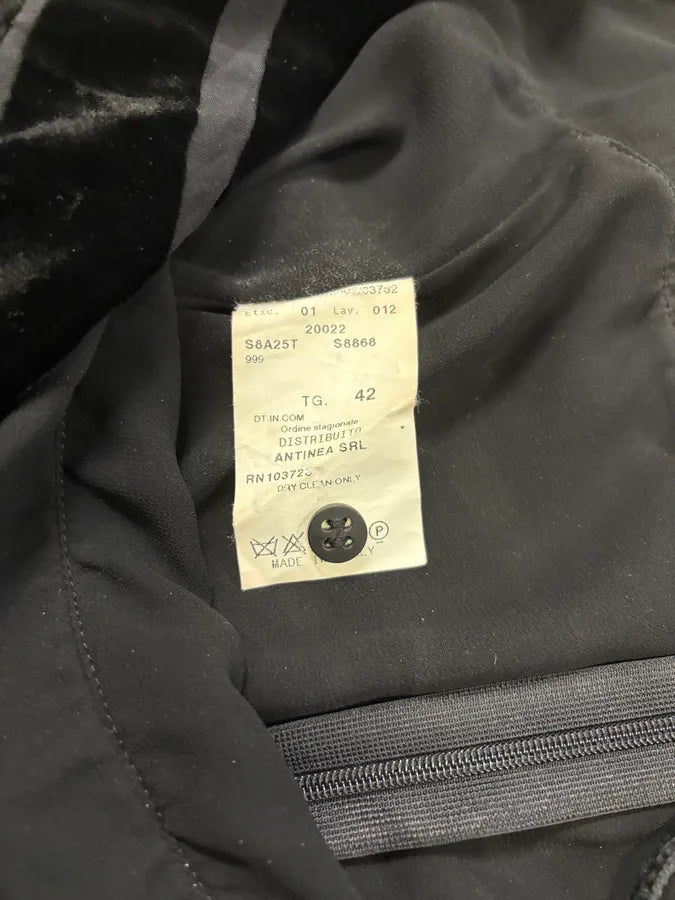 Etic. 01 Lav. 012
20022
S8A25T S8868
999
TG. 42
DT.IN.COM
Ordine stagionale
DISTRIBUITO
ANTINEA SRL
DRY CLEAN ONLY
P
MADE